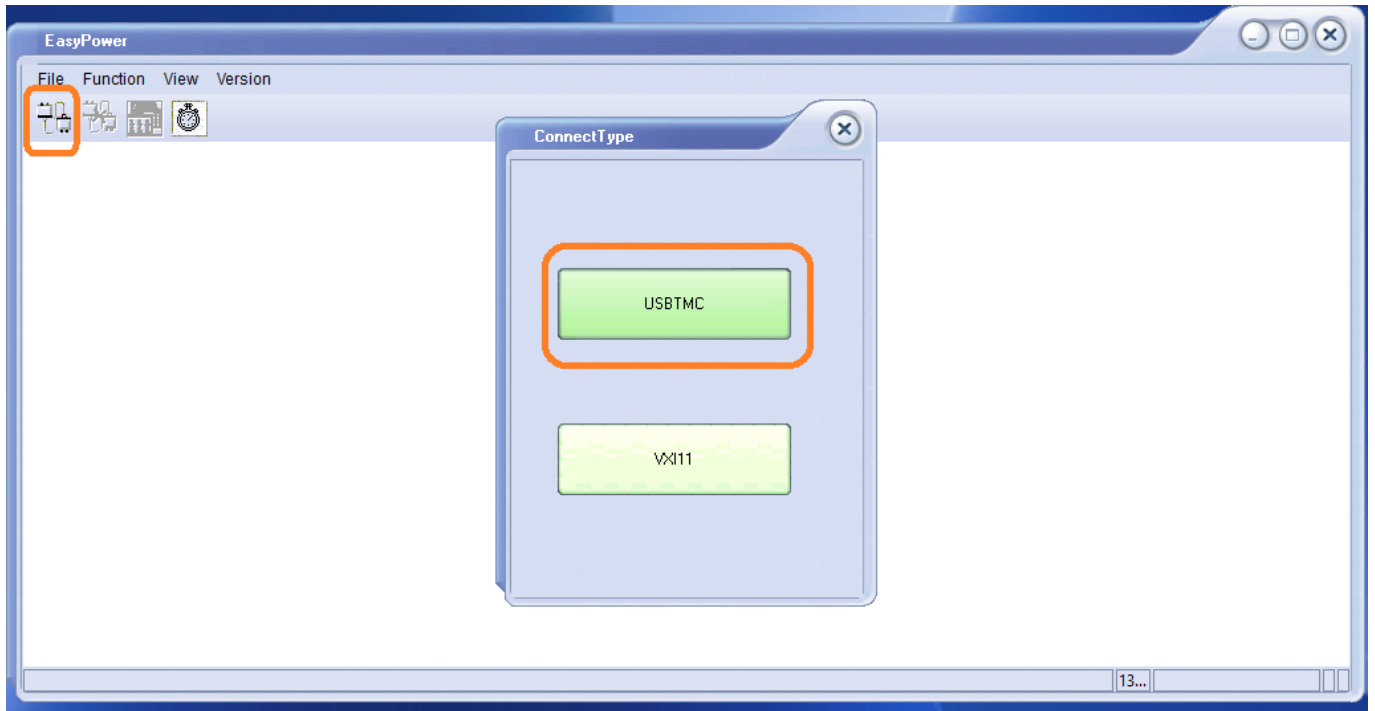 EasyPower
File Function View Version
ConnectType
USBTMC
VXI11
13...